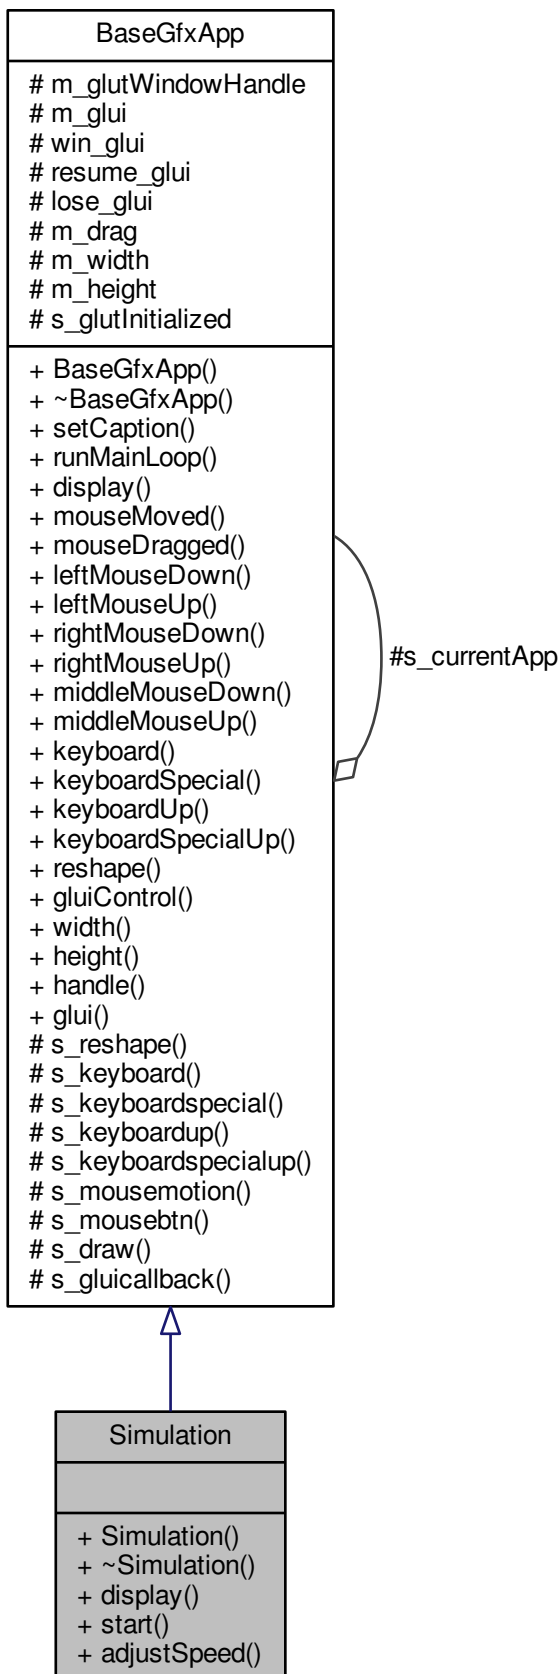 BaseGfxApp
# m_glutWindowHandle
# m_glui
# win_glui
# resume_glui
# lose_glui
# m_drag
# m_width
# m_height
# s_glutInitialized
+ BaseGfxApp()
+ ~BaseGfxApp()
+ setCaption()
+ runMainLoop()
+ display()
+ mouseMoved()
+ mouseDragged()
+ leftMouseDown()
+ leftMouseUp()
+ rightMouseDown()
+ rightMouseUp()
+ middleMouseDown()
+ middleMouseUp()
+ keyboard()
+ keyboardSpecial()
+ keyboardUp()
+ keyboardSpecialUp()
+ reshape()
+ gluiControl()
+ width()
+ height()
+ handle()
+ glui()
# s_reshape()
# s_keyboard()
# s_keyboardspecial()
# s_keyboardup()
# s_keyboardspecialup()
# s_mousemotion()
# s_mousebtn()
# s_draw()
# s_gluicallback()
#s_currentApp
Simulation
+ Simulation()
+ ~Simulation()
+ display()
+ start()
+ adjustSpeed()